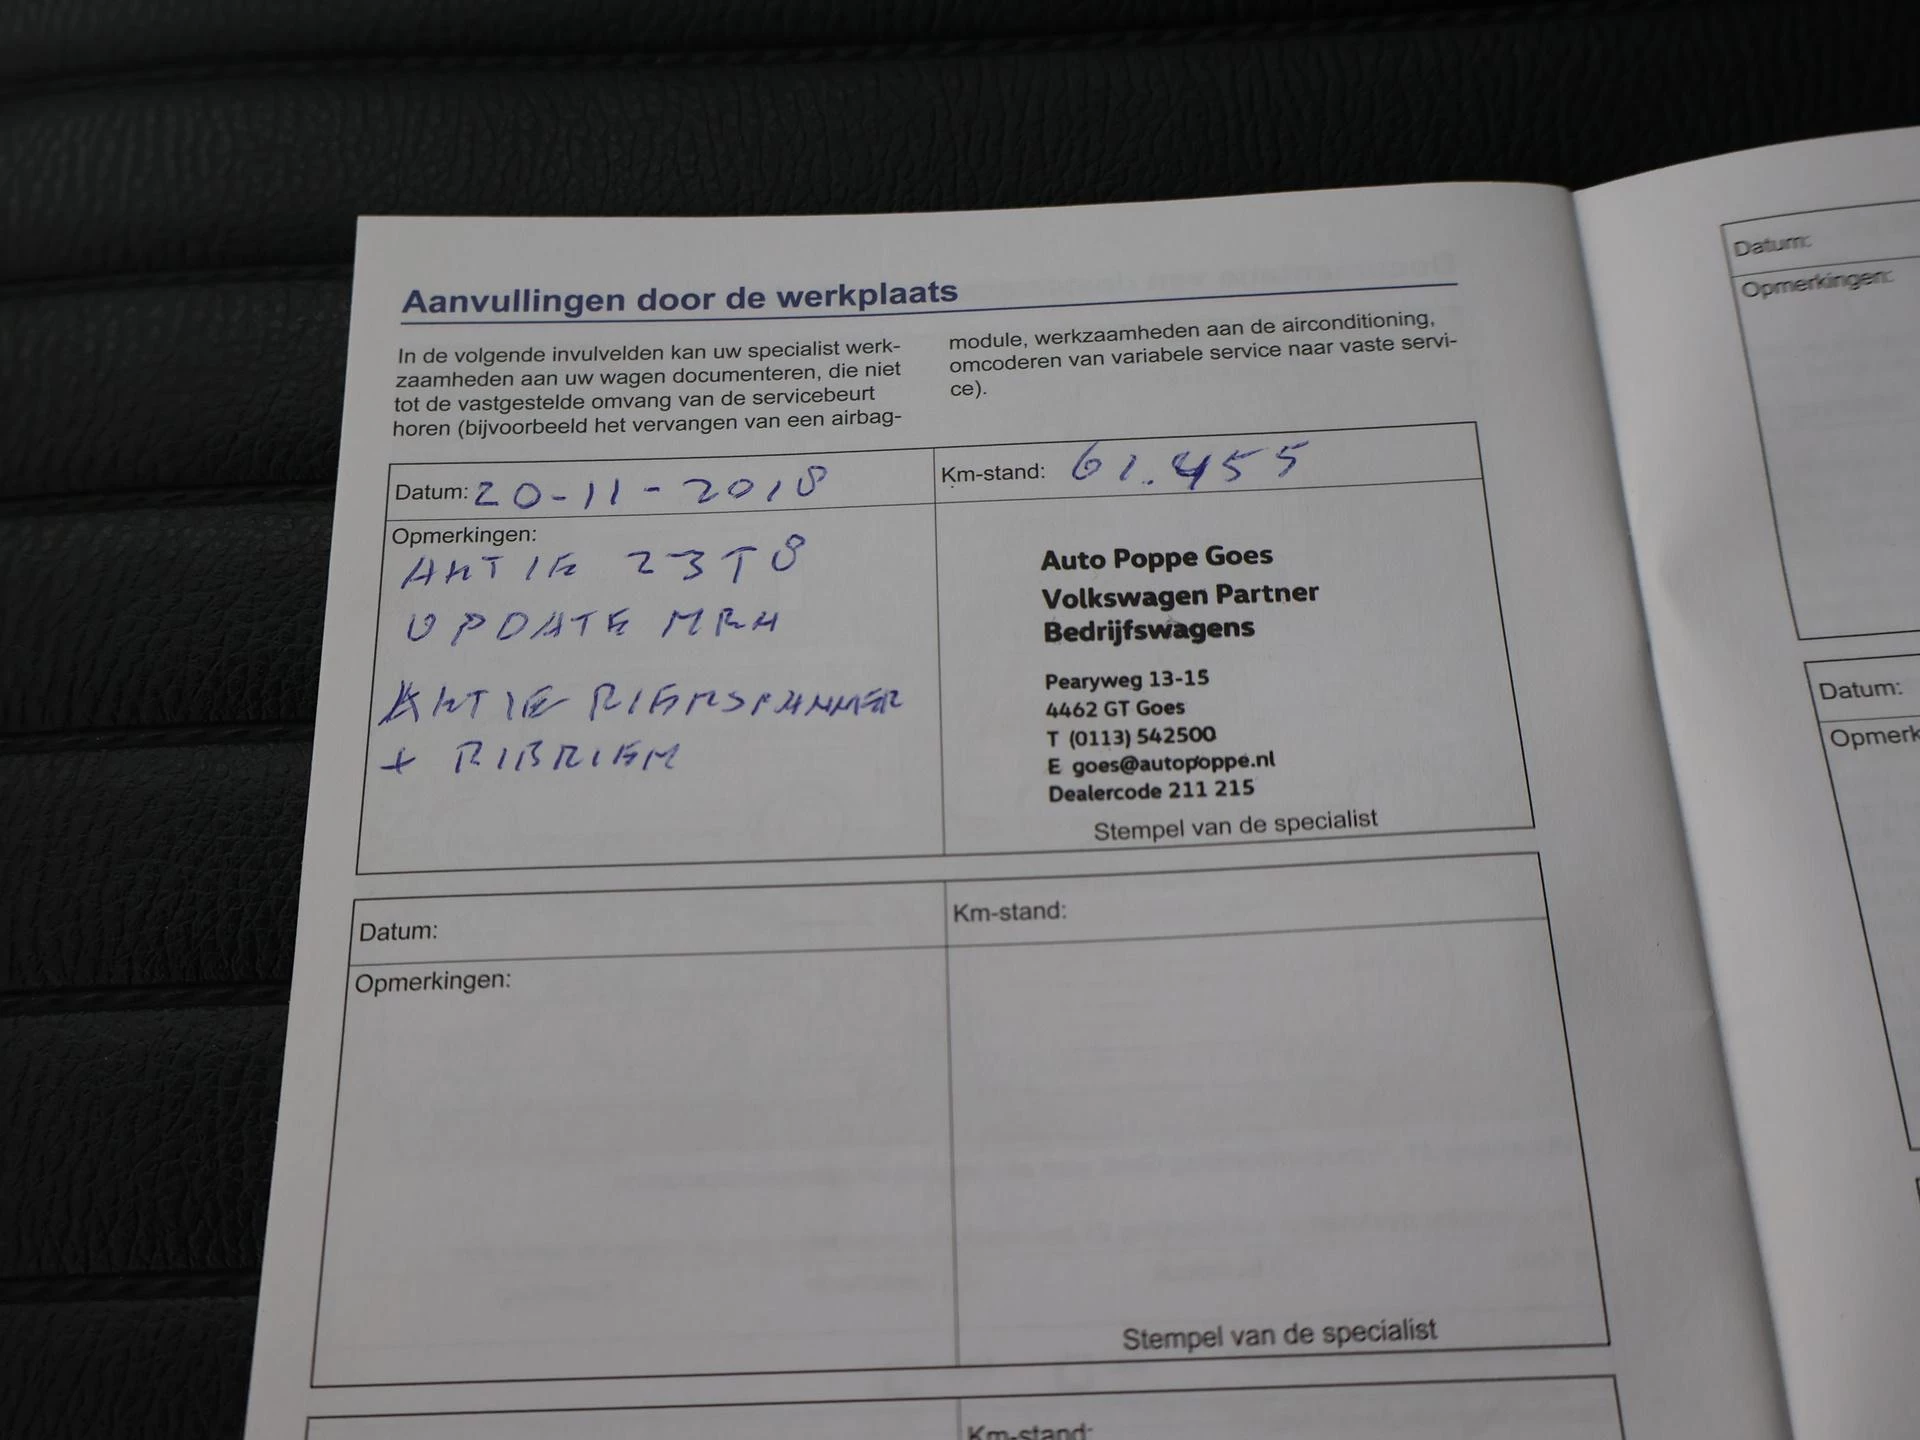 Aanvullingen door de werkplaats
In de volgende invulvelden kan uw specialist werk-
zaamheden aan uw wagen documenteren, die niet
tot de vastgestelde omvang van de servicebeurt
horen (bijvoorbeeld het vervangen van een airbag-
module, werkzaamheden aan de airconditioning,
omcoderen van variabele service naar vaste servi-
ce).
Datum: 20-11-2018
Km-stand: 61.455
Opmerkingen:
AKTIE 23T8
UPDATE MRH
AKTIE RIEMSPANNER
+ RIBRIEM
Auto Poppe Goes
Volkswagen Partner
Bedrijfswagens
Pearyweg 13-15
4462 GT Goes
T (0113) 542500
E goes@autopoppe.nl
Dealercode 211 215
Stempel van de specialist
Datum:
Km-stand:
Opmerkingen:
Stempel van de specialist
Km-stand:
Datum:
Opmerkingen:
Datum:
Opmerk